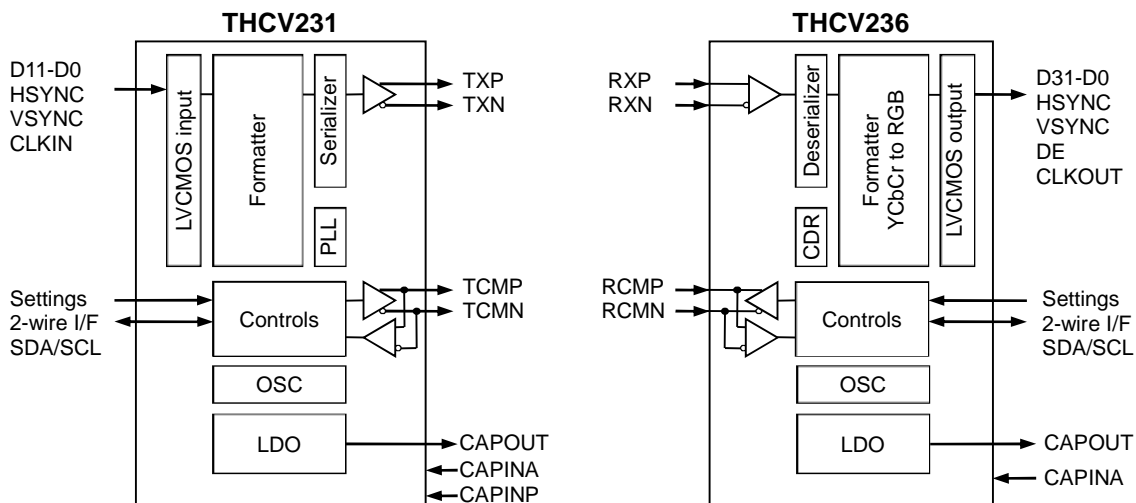 THCV231
D11-D0
HSYNC
VSYNC
CLKIN
LVCMOS input
Formatter
Serializer
PLL
TXP
TXN
Settings
2-wire I/F
SDA/SCL
Controls
TCMP
TCMN
OSC
LDO
CAPOUT
CAPINA
CAPINP
THCV236
RXP
RXN
Deserializer
CDR
Formatter
YCbCr to RGB
LVCMOS output
D31-D0
HSYNC
VSYNC
DE
CLKOUT
RCMP
RCMN
Controls
Settings
2-wire I/F
SDA/SCL
OSC
LDO
CAPOUT
CAPINA